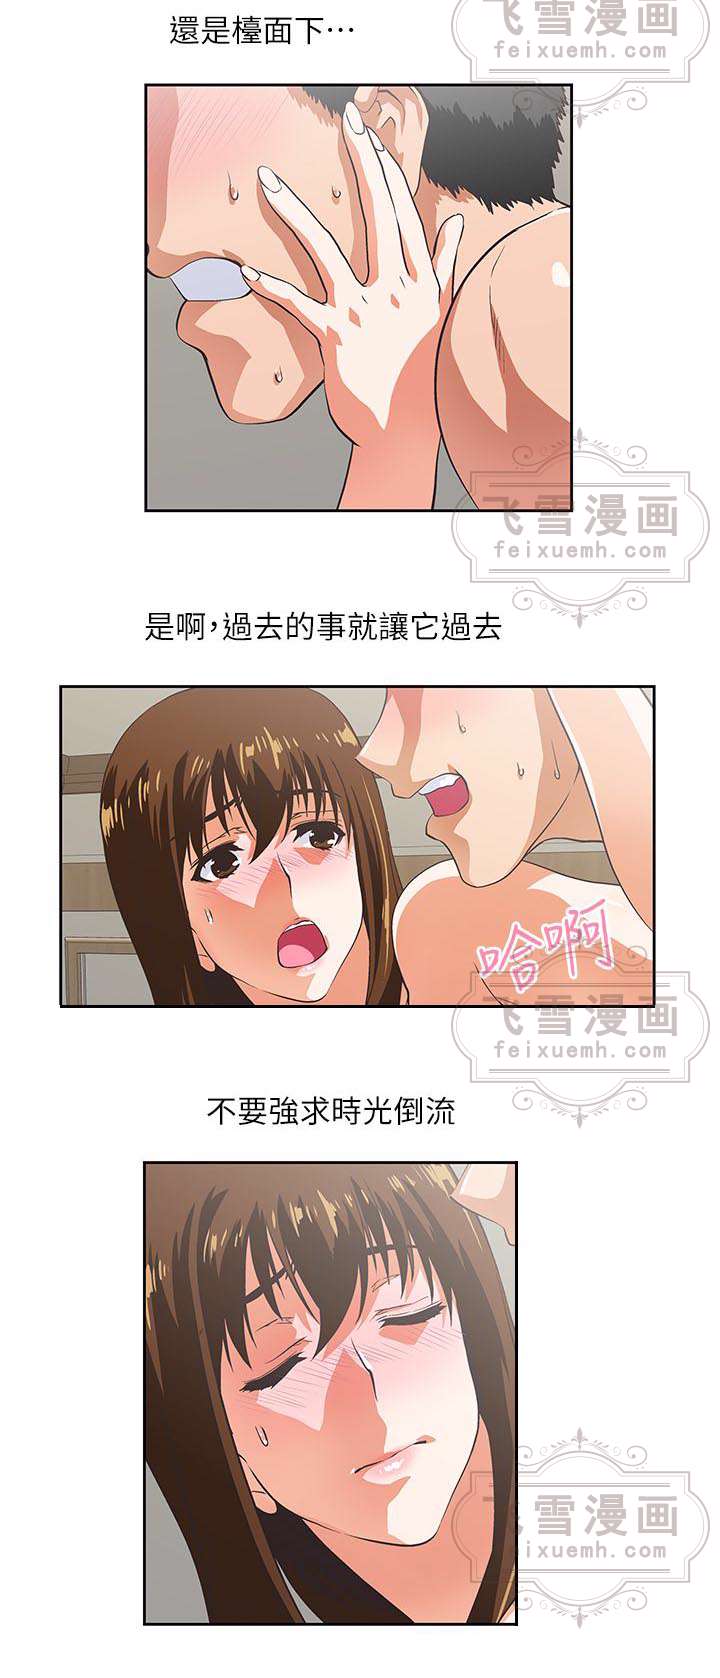 還是檯面下…
飞雪漫画
feixuemh.com
飞雪漫画
feixuemh.com
是啊，過去的事就讓它過去
哈啊
飞雪漫画
feixuemh.com
不要強求時光倒流
飞雪漫画
feixuemh.com